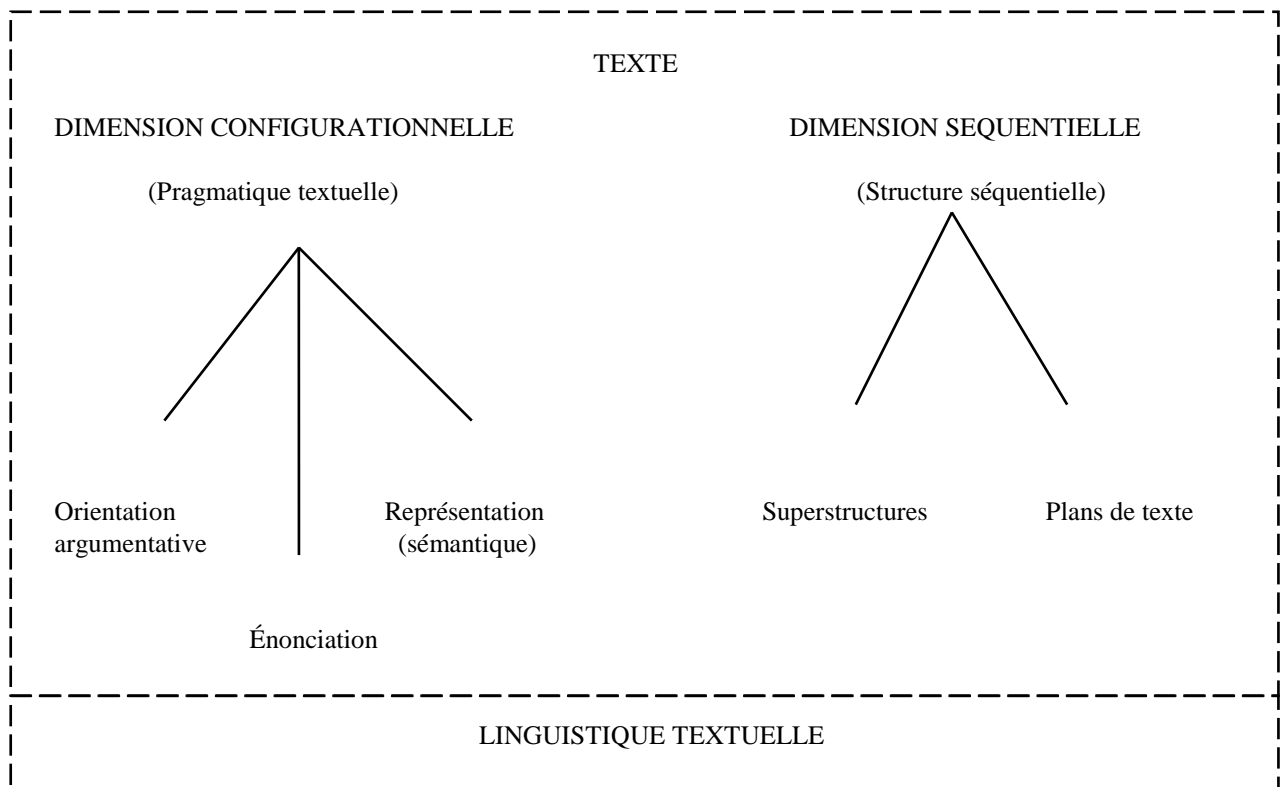 TEXTE
DIMENSION CONFIGURATIONNELLE
DIMENSION SEQUENTIELLE
(Pragmatique textuelle)
(Structure séquentielle)
Orientation
argumentative
Représentation
(sémantique)
Superstructures
Plans de texte
Énonciation
LINGUISTIQUE TEXTUELLE